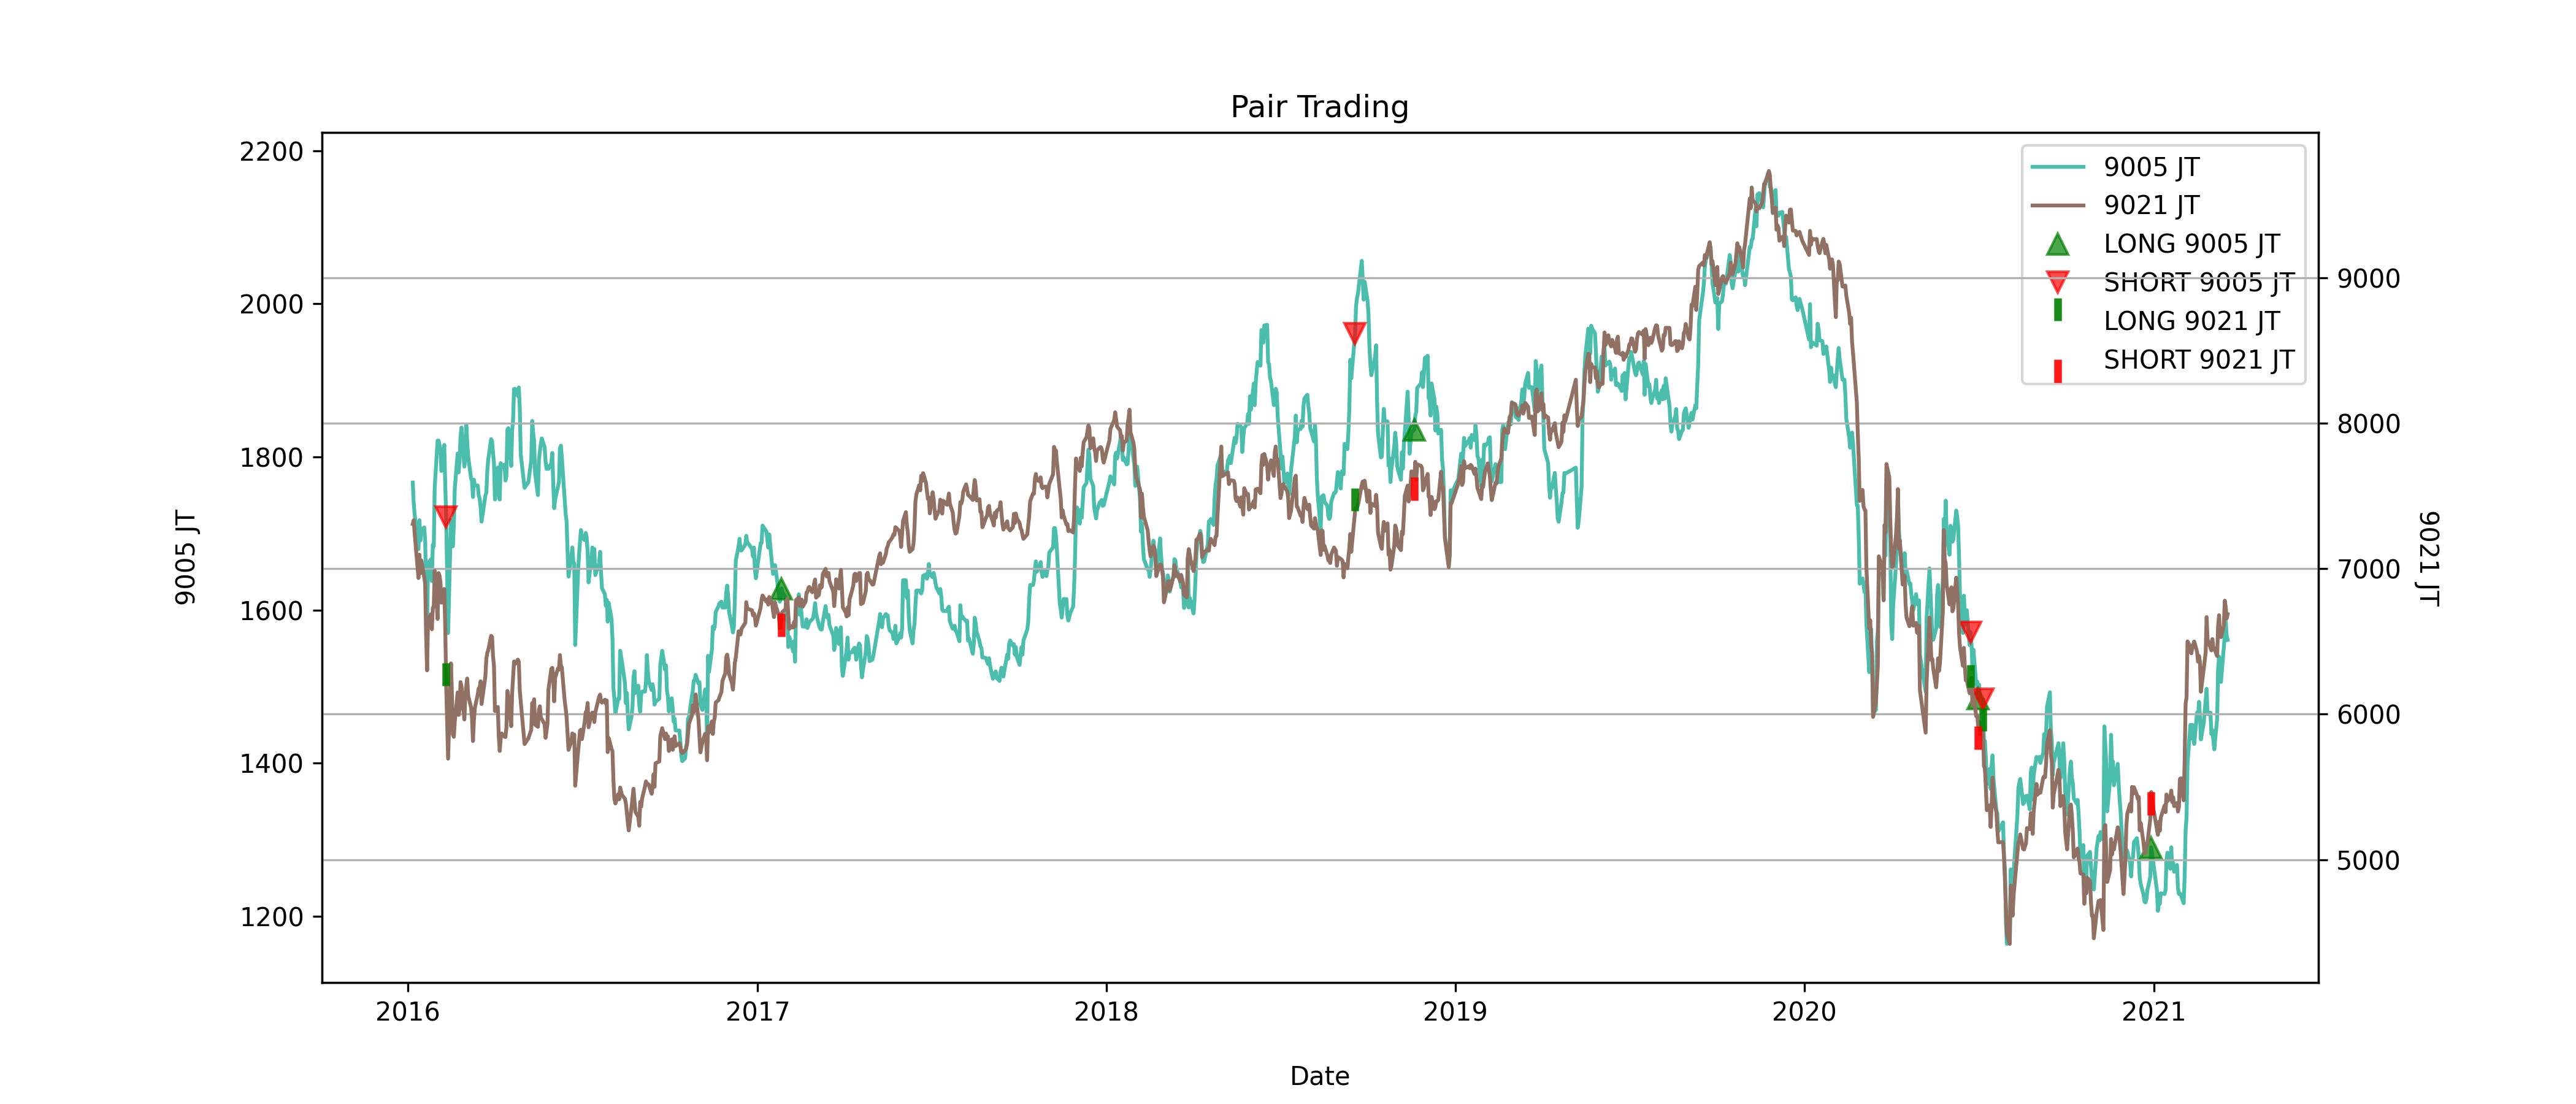 Pair Trading
2200
2000
1800
1600
1400
1200
9005 JT
9005 JT
9021 JT
LONG 9005 JT
SHORT 9005 JT
LONG 9021 JT
SHORT 9021 JT
9000
8000
7000
6000
5000
9021 JT
2016 2017 2018 2019 2020 2021
Date